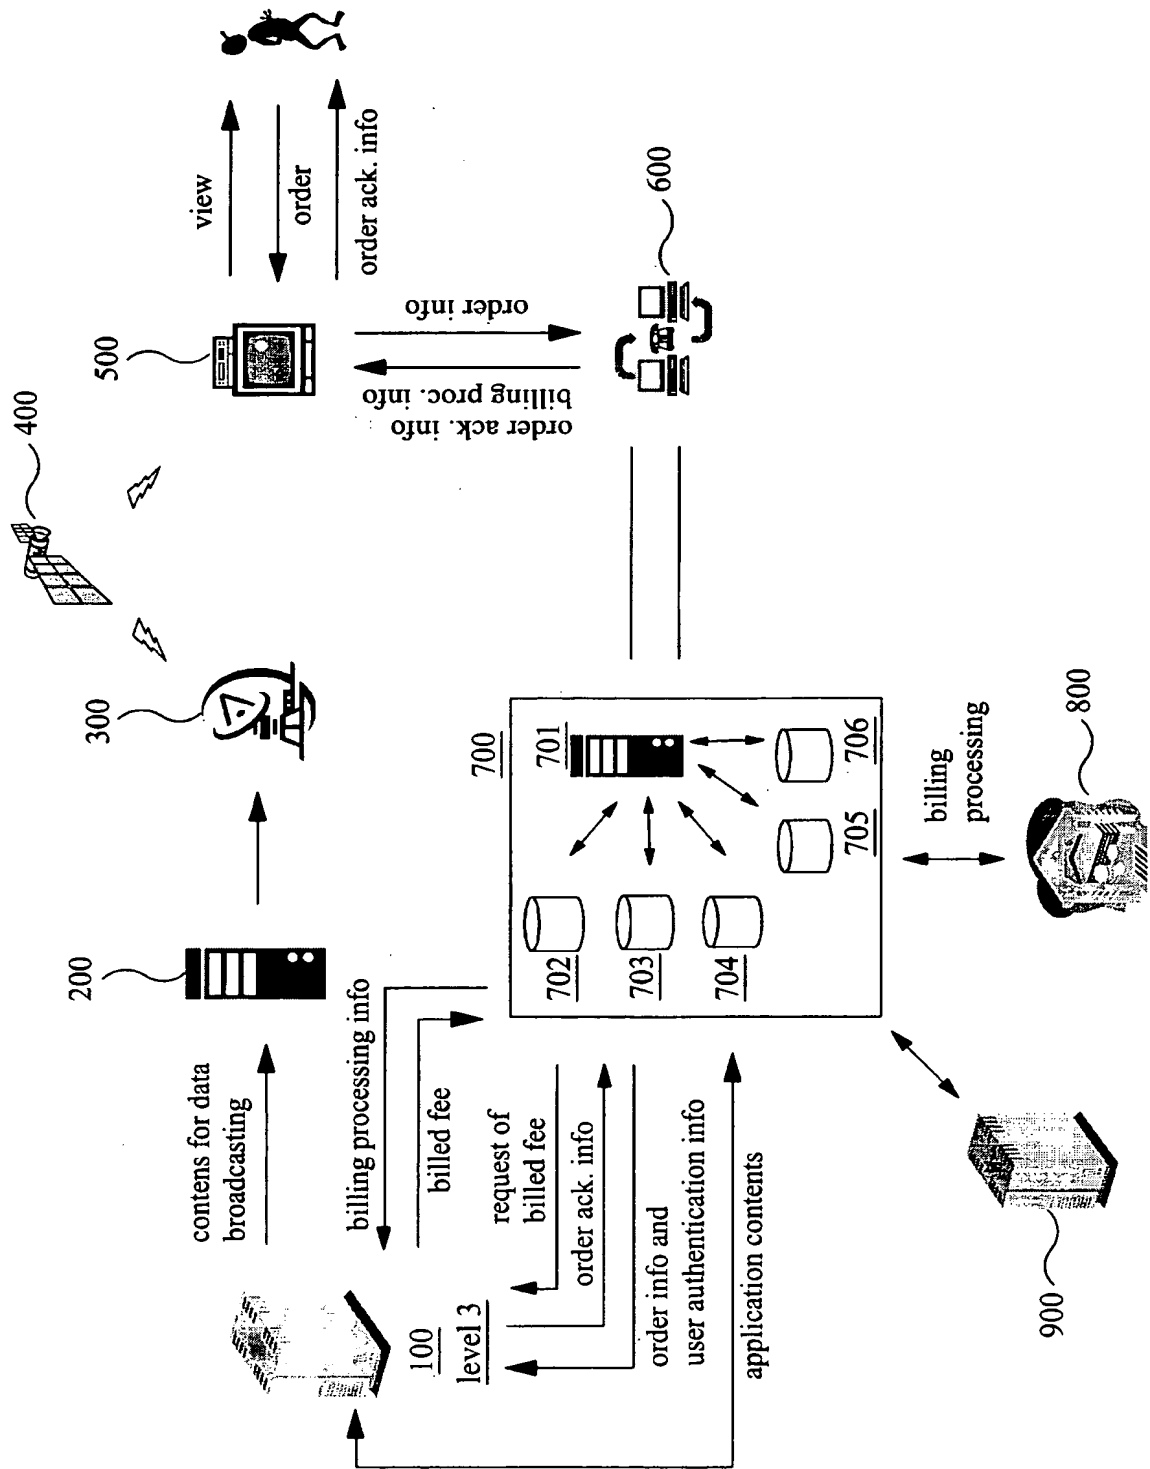 400
300
500
200
contens for data
broadcasting
view
order
order ack. info
order info
order ack. info
billing proc. info
600
billing processing info
billed fee
100
level 3
request of
billed fee
order ack. info
order info and
user authentication info
application contents
700
701
702
703
704
705
706
billing
processing
800
900